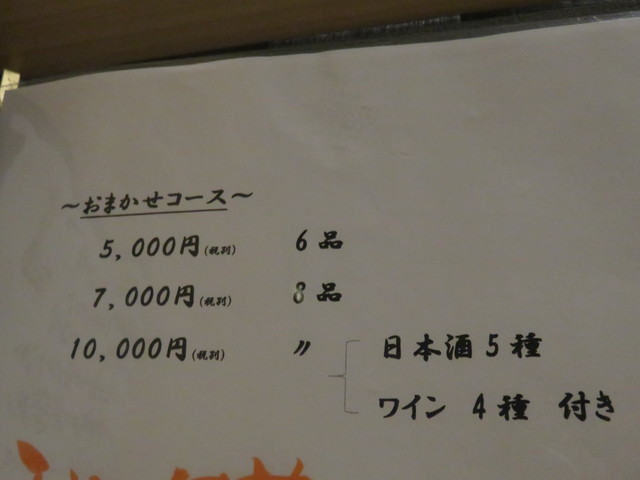 ～おまかせコース～
5,000円(税別) 6品
7,000円(税別) 8品
10,000円(税別) 〃 日本酒5種
ワイン 4種 付き